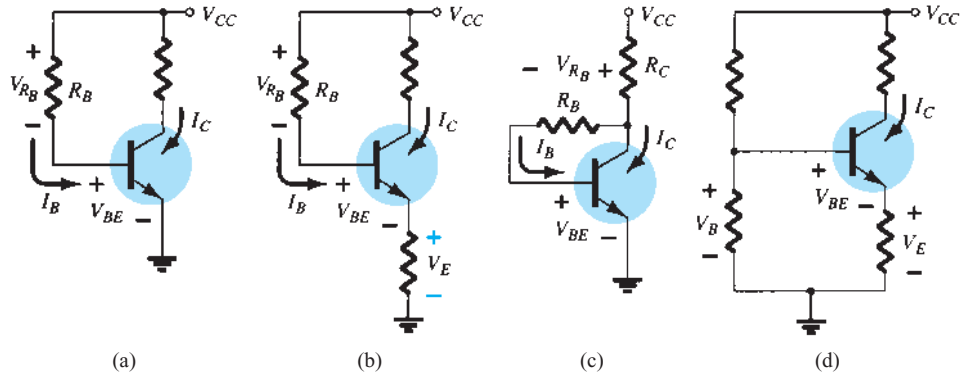 V_CC
+
V_RB
R_B
−
I_C
I_B
+
V_BE
−
(a)
V_CC
+
V_RB
R_B
−
I_C
I_B
+
V_BE
−
+
V_E
−
(b)
V_CC
− V_RB +
R_C
R_B
I_B
I_C
+
V_BE
−
(c)
V_CC
I_C
+
V_BE
−
+
V_B
−
+
V_E
−
(d)